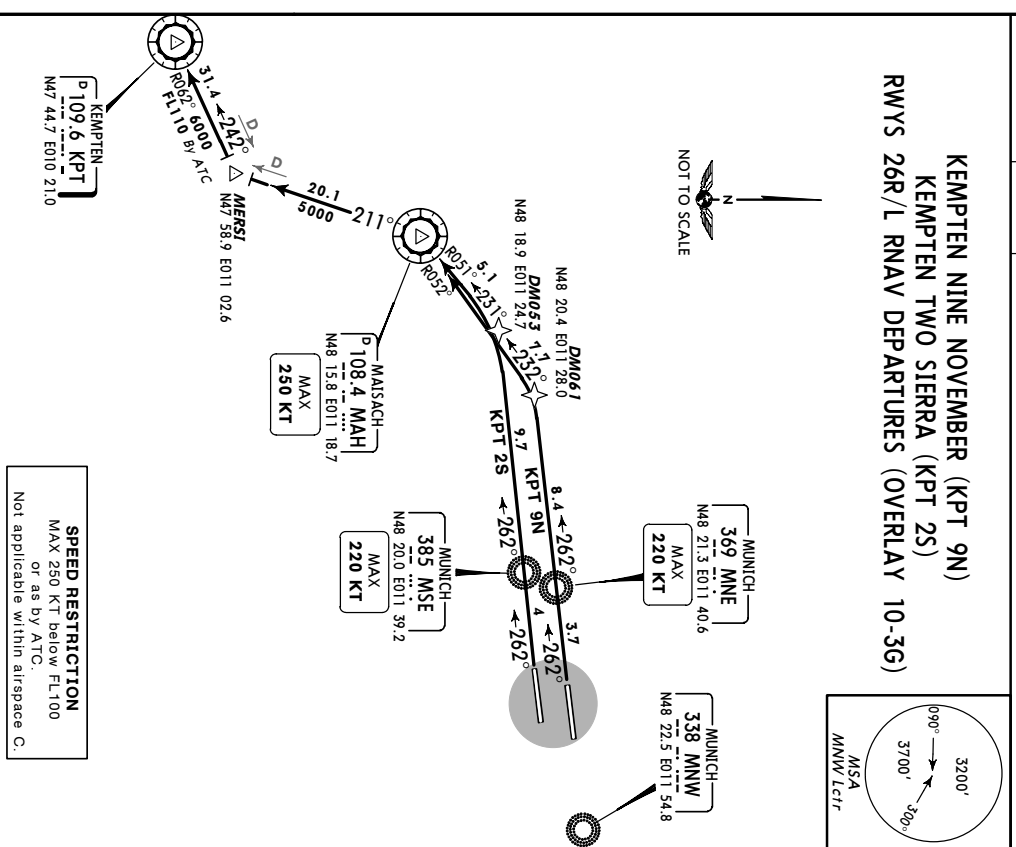 KEMPTEN NINE NOVEMBER (KPT 9N)
KEMPTEN TWO SIERRA (KPT 2S)
RWYS 26R/L RNAV DEPARTURES (OVERLAY 10-3G)
3200'
090°
3700'
300°
MSA
MNW Lctr
N
NOT TO SCALE
MUNICH
338 MNW
N48 22.5 E011 54.8
MUNICH
369 MNE
N48 21.3 E011 40.6
MAX
220 KT
DM061
N48 20.4 E011 28.0
DM053
N48 18.9 E011 24.7
3.7
262°
8.4
262°
KPT 9N
7.7
232°
R052°
4
262°
262°
9.7
KPT 2S
5.1
231°
R051°
MUNICH
385 MSE
N48 20.0 E011 39.2
MAX
220 KT
MAISACH
D 108.4 MAH
N48 15.8 E011 18.7
MAX
250 KT
211°
20.1
5000
D
D
MERSI
N47 58.9 E011 02.6
31.4
242°
R062°
6000
FL110 By ATC
KEMPTEN
D 109.6 KPT
N47 44.7 E010 21.0
SPEED RESTRICTION
MAX 250 KT below FL100
or as by ATC.
Not applicable within airspace C.